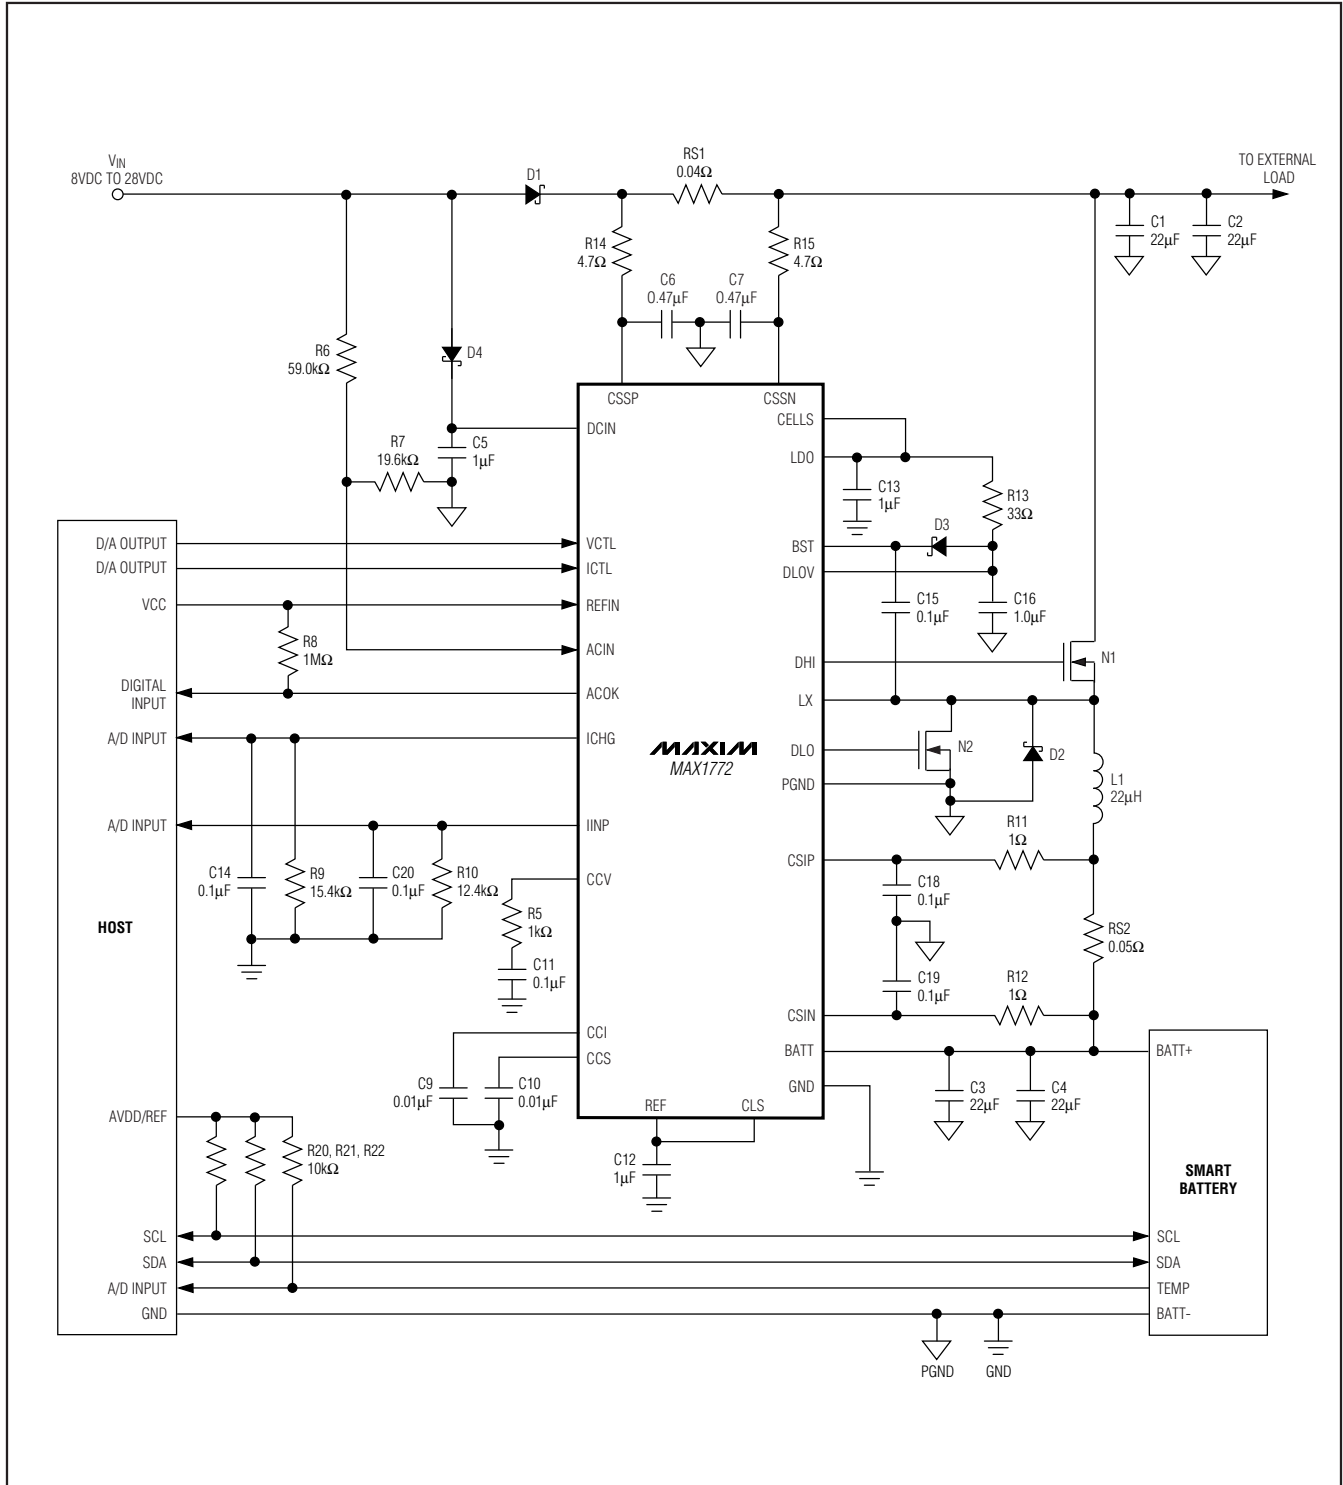 VIN
8VDC TO 28VDC
D1
RS1
0.04Ω
TO EXTERNAL
LOAD
C1
22µF
C2
22µF
R14
4.7Ω
R15
4.7Ω
C6
0.47µF
C7
0.47µF
R6
59.0kΩ
D4
R7
19.6kΩ
C5
1µF
CSSP
CSSN
DCIN
CELLS
LDO
C13
1µF
R13
33Ω
D3
D/A OUTPUT
VCTL
BST
D/A OUTPUT
ICTL
DLOV
VCC
REFIN
C15
0.1µF
C16
1.0µF
R8
1MΩ
ACIN
DHI
N1
DIGITAL
INPUT
ACOK
LX
A/D INPUT
ICHG
MAXIM
MAX1772
DLO
N2
D2
PGND
L1
22µH
A/D INPUT
IINP
R11
1Ω
CSIP
C14
0.1µF
R9
15.4kΩ
C20
0.1µF
R10
12.4kΩ
CCV
C18
0.1µF
R5
1kΩ
HOST
RS2
0.05Ω
C11
0.1µF
C19
0.1µF
R12
1Ω
CSIN
CCI
BATT
BATT+
CCS
C9
0.01µF
C10
0.01µF
GND
C3
22µF
C4
22µF
REF
CLS
AVDD/REF
R20, R21, R22
10kΩ
C12
1µF
SMART
BATTERY
SCL
SCL
SDA
SDA
A/D INPUT
TEMP
GND
BATT-
PGND
GND